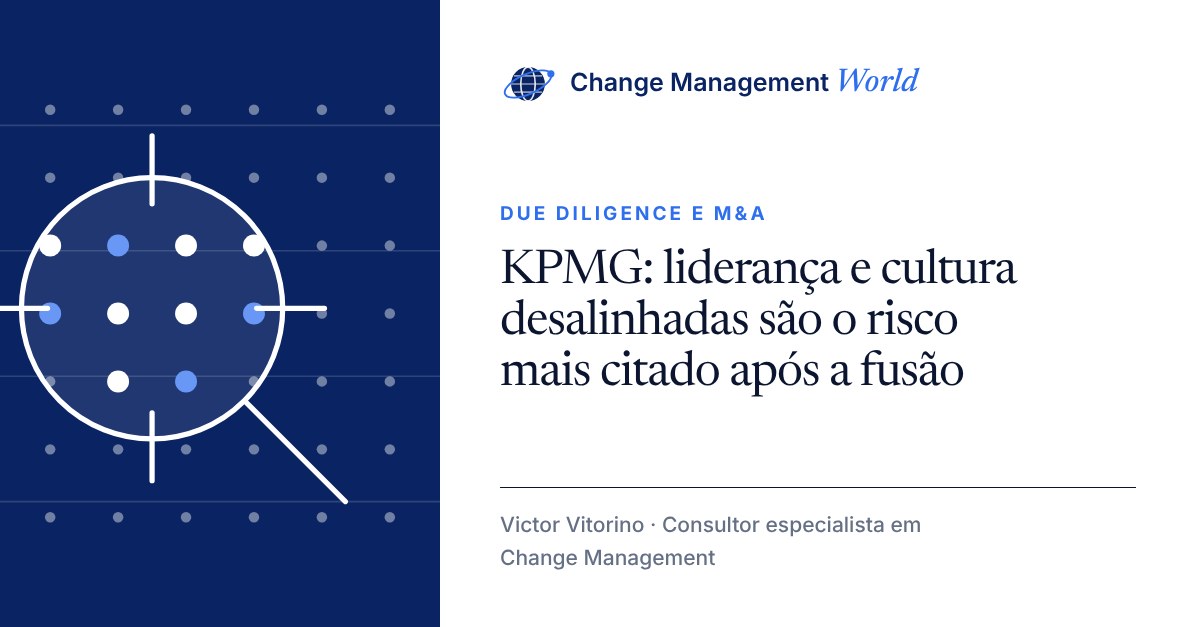 Change Management World
DUE DILIGENCE E M&A
KPMG: liderança e cultura
desalinhadas são o risco
mais citado após a fusão
Victor Vitorino · Consultor especialista em
Change Management